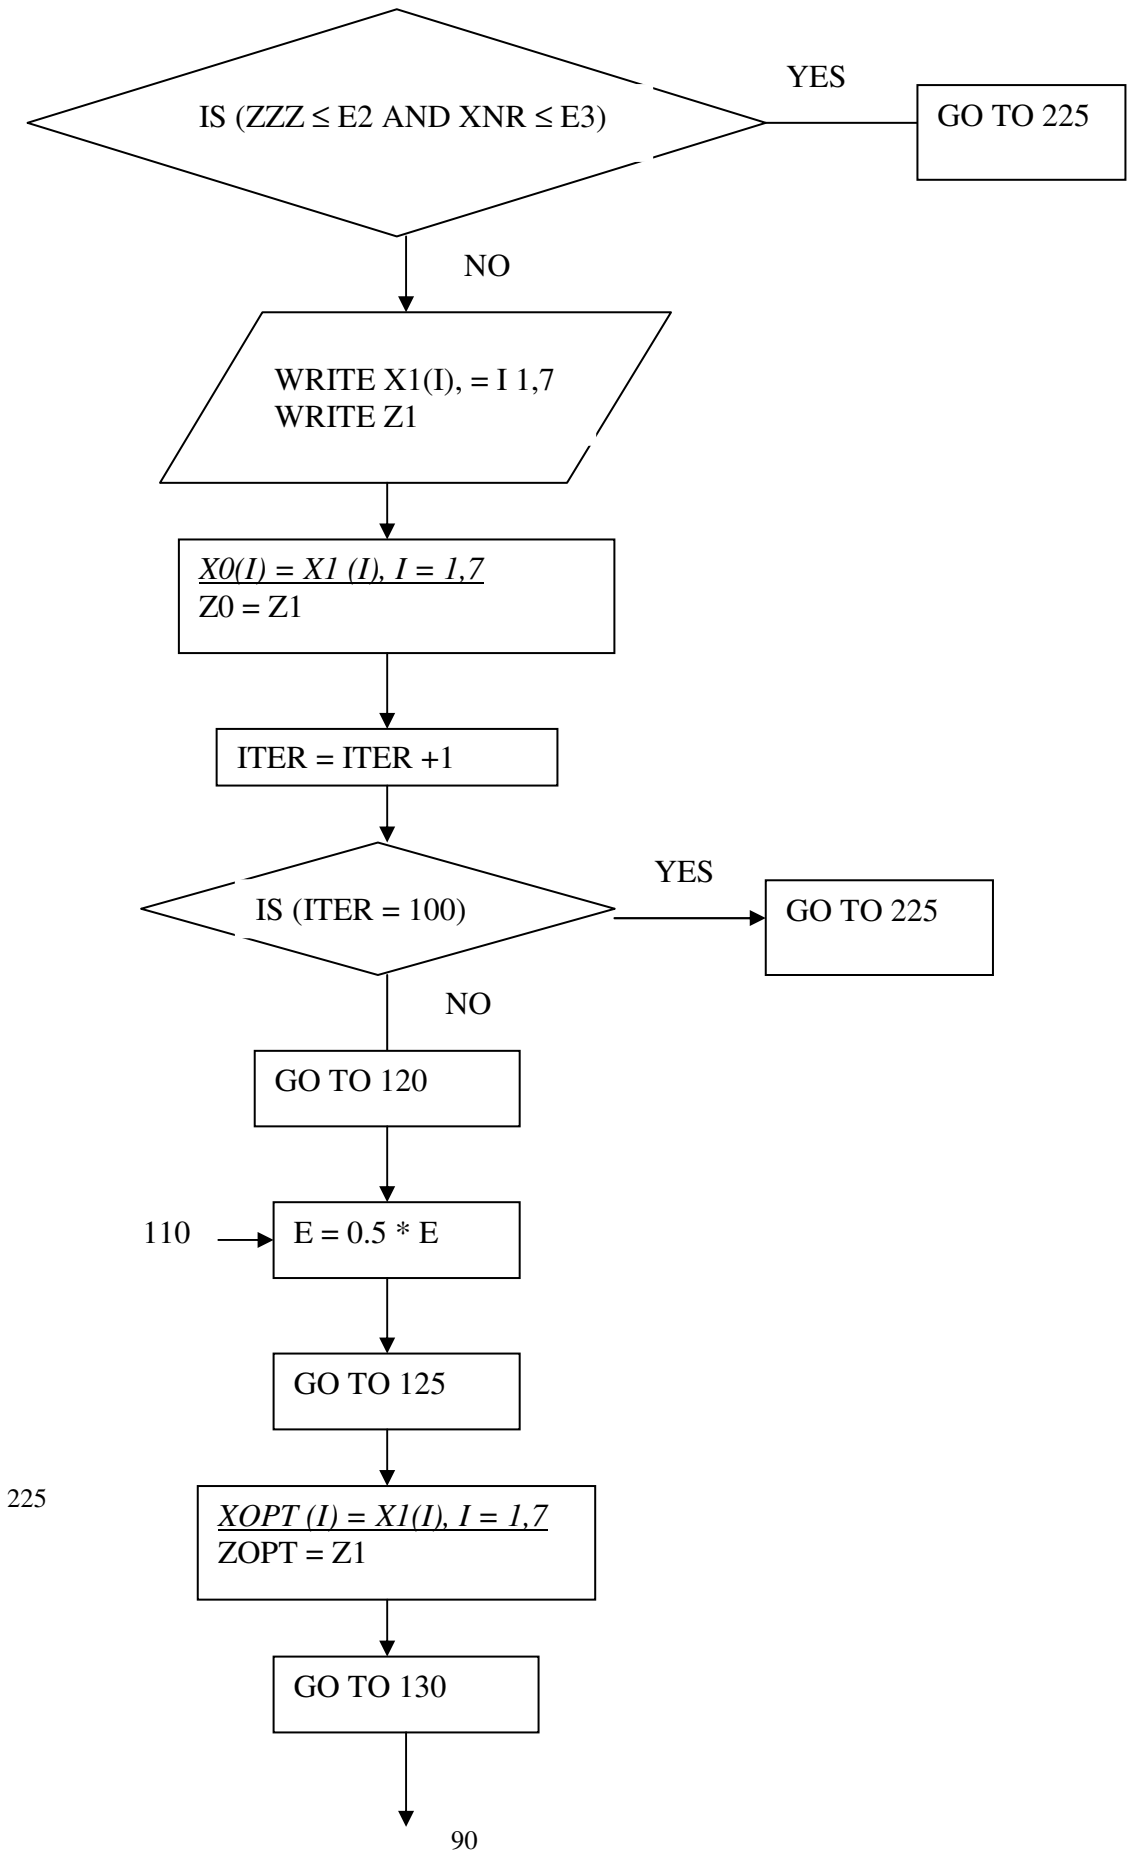 YES
IS (ZZZ ≤ E2 AND XNR ≤ E3)
GO TO 225
NO
WRITE X1(I), = I 1,7
WRITE Z1
X0(I) = X1 (I), I = 1,7
Z0 = Z1
ITER = ITER +1
YES
IS (ITER = 100)
GO TO 225
NO
GO TO 120
110
E = 0.5 * E
GO TO 125
225
XOPT (I) = X1(I), I = 1,7
ZOPT = Z1
GO TO 130
90